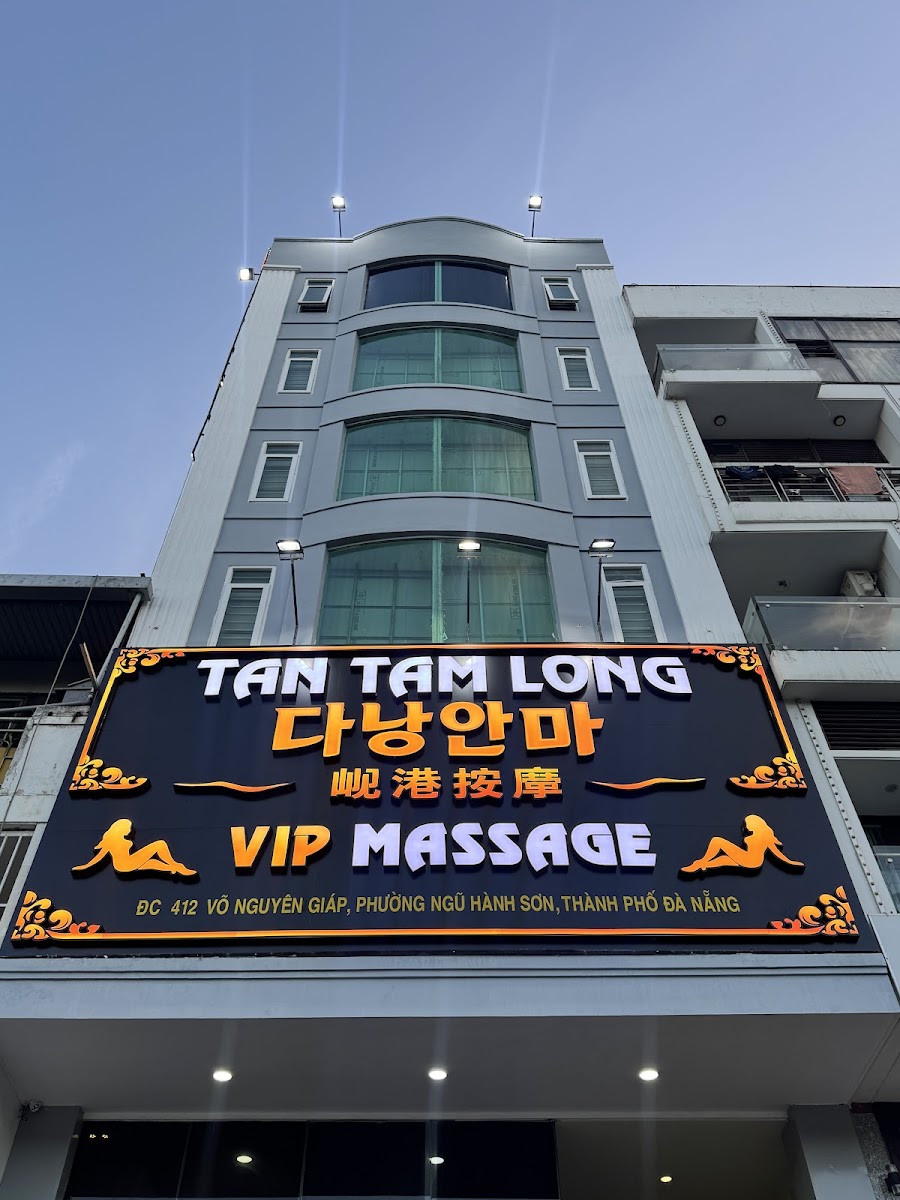 TAN TAM LONG
다낭안마
岘港按摩
VIP MASSAGE
ĐC 412 VÕ NGUYÊN GIÁP, PHƯỜNG NGŨ HÀNH SƠN, THÀNH PHỐ ĐÀ NẴNG